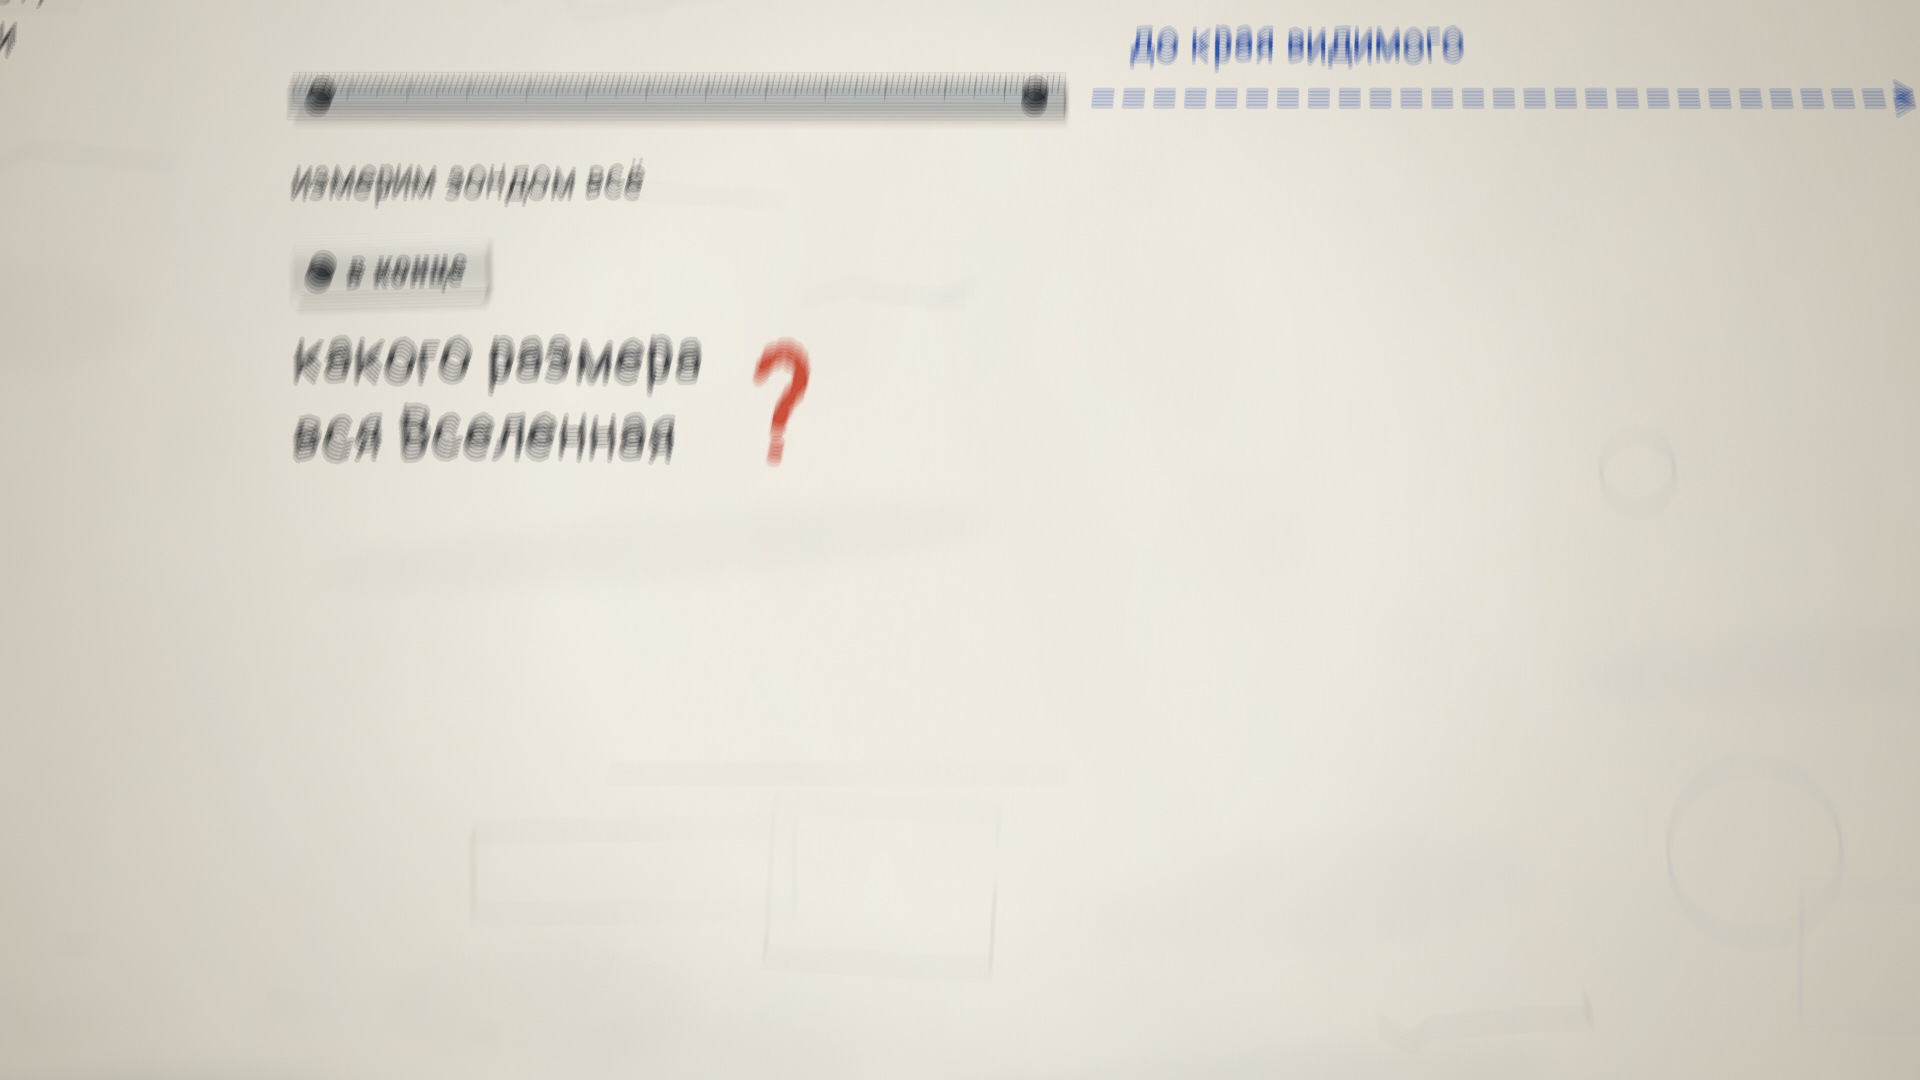 до края видимого
измерим зондом всё
в конце
какого размера ?
вся Вселенная